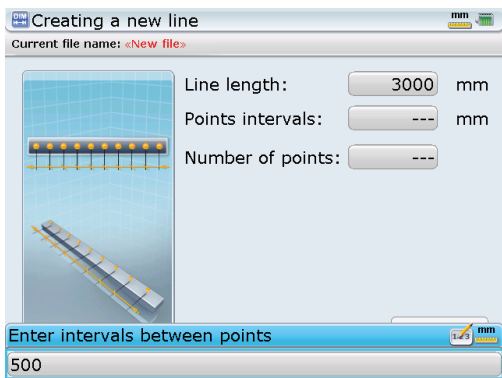 Creating a new line
mm
Current file name: «New file»
Line length: 3000 mm
Points intervals: --- mm
Number of points: ---
Enter intervals between points
mm
500